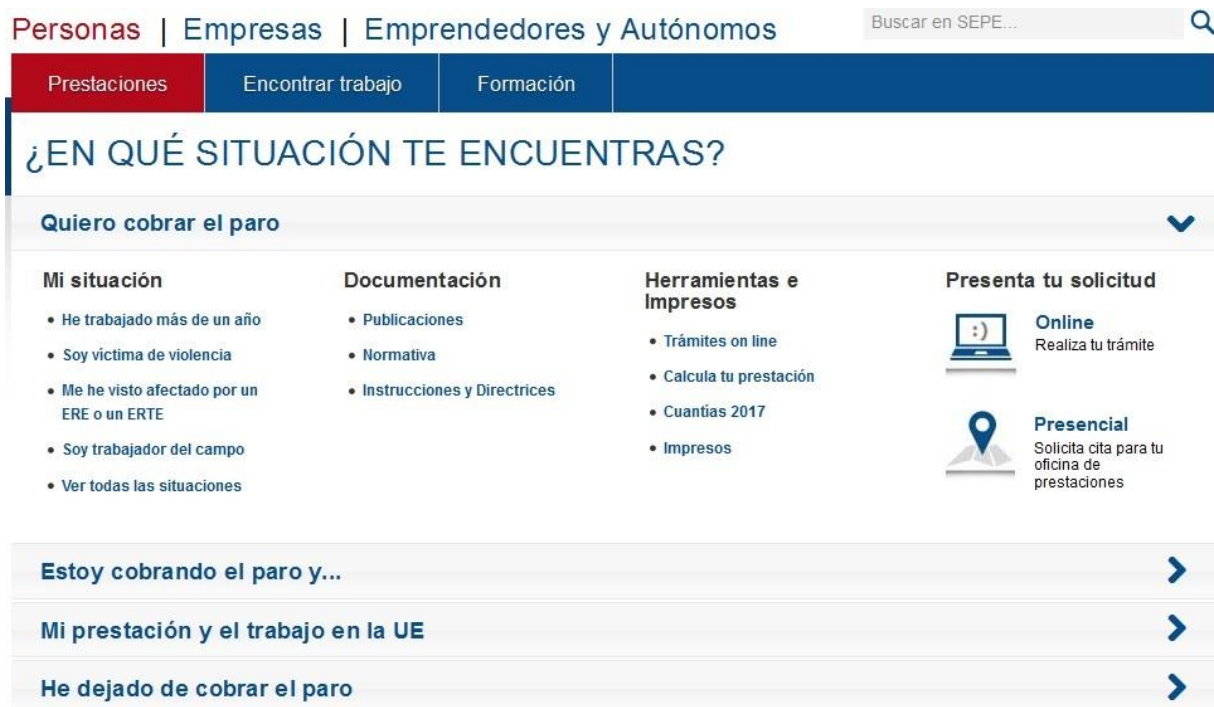 Personas | Empresas | Emprendedores y Autónomos
Buscar en SEPE...
Prestaciones
Encontrar trabajo
Formación
¿EN QUÉ SITUACIÓN TE ENCUENTRAS?
Quiero cobrar el paro
Mi situación
• He trabajado más de un año
• Soy víctima de violencia
• Me he visto afectado por un
ERE o un ERTE
• Soy trabajador del campo
• Ver todas las situaciones
Documentación
• Publicaciones
• Normativa
• Instrucciones y Directrices
Herramientas e
Impresos
• Trámites on line
• Calcula tu prestación
• Cuantías 2017
• Impresos
Presenta tu solicitud
:)
Online
Realiza tu trámite
Presencial
Solicita cita para tu
oficina de
prestaciones
Estoy cobrando el paro y...
Mi prestación y el trabajo en la UE
He dejado de cobrar el paro